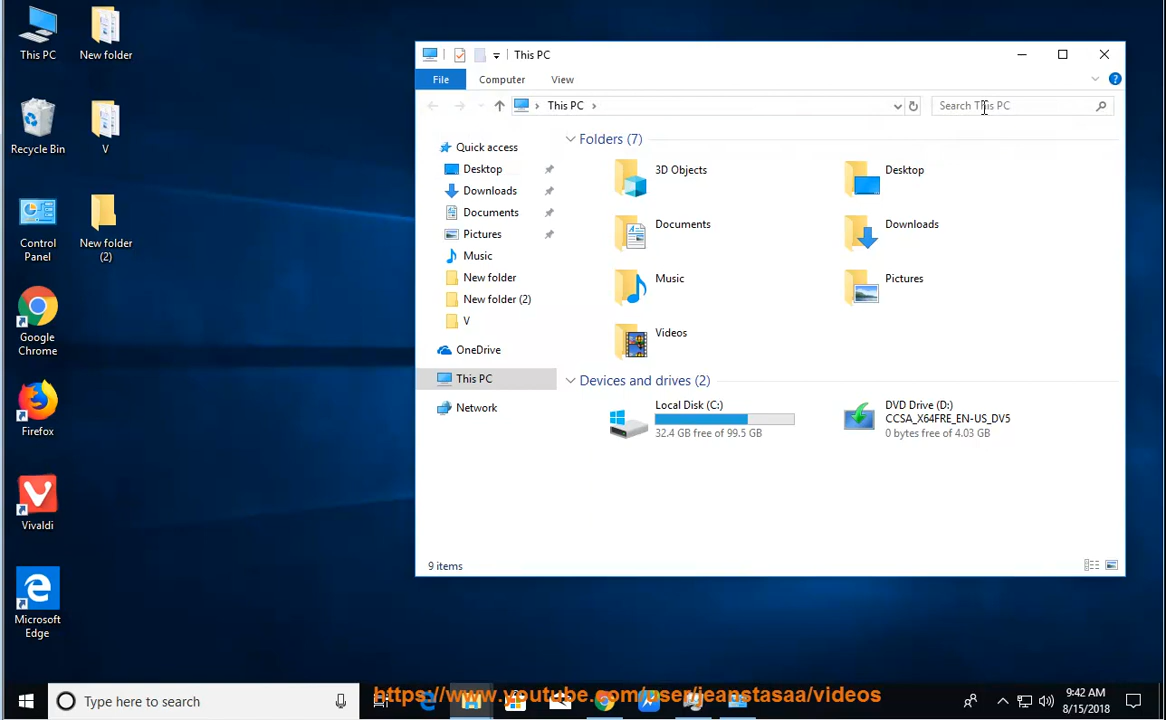 This PC
New folder
Recycle Bin
V
Control
Panel
New folder
(2)
Google
Chrome
Firefox
Vivaldi
Microsoft
Edge
This PC
File
Computer
View
This PC
Search This PC
Quick access
Desktop
Downloads
Documents
Pictures
Music
New folder
New folder (2)
V
OneDrive
This PC
Network
Folders (7)
3D Objects
Desktop
Documents
Downloads
Music
Pictures
Videos
Devices and drives (2)
Local Disk (C:)
32.4 GB free of 99.5 GB
DVD Drive (D:)
CCSA_X64FRE_EN-US_DV5
0 bytes free of 4.03 GB
9 items
Type here to search
https://www.youtube.com/user/jeanstasaa/videos
9:42 AM
8/15/2018